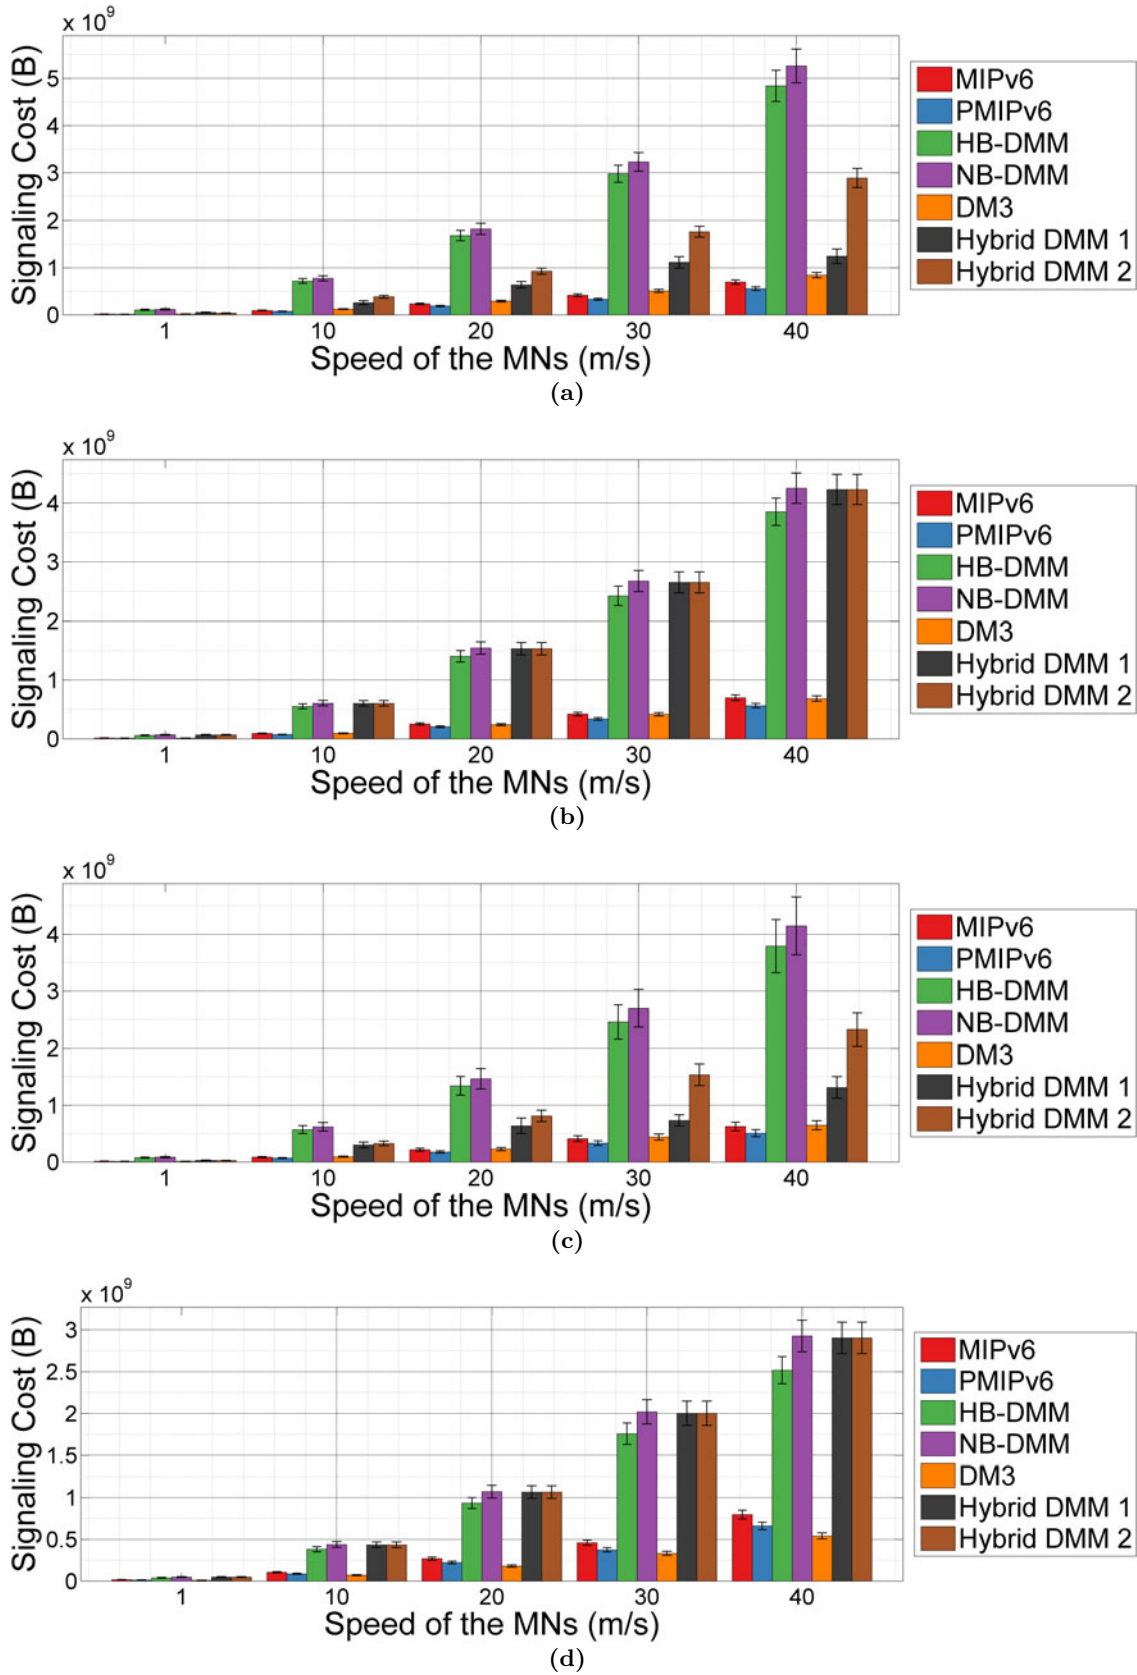 x 10^9
Signaling Cost (B)
5
4
3
2
1
0
1 10 20 30 40
Speed of the MNs (m/s)
MIPv6
PMIPv6
HB-DMM
NB-DMM
DM3
Hybrid DMM 1
Hybrid DMM 2
(a)
x 10^9
Signaling Cost (B)
4
3
2
1
0
1 10 20 30 40
Speed of the MNs (m/s)
MIPv6
PMIPv6
HB-DMM
NB-DMM
DM3
Hybrid DMM 1
Hybrid DMM 2
(b)
x 10^9
Signaling Cost (B)
4
3
2
1
0
1 10 20 30 40
Speed of the MNs (m/s)
MIPv6
PMIPv6
HB-DMM
NB-DMM
DM3
Hybrid DMM 1
Hybrid DMM 2
(c)
x 10^9
Signaling Cost (B)
3
2.5
2
1.5
1
0.5
0
1 10 20 30 40
Speed of the MNs (m/s)
MIPv6
PMIPv6
HB-DMM
NB-DMM
DM3
Hybrid DMM 1
Hybrid DMM 2
(d)